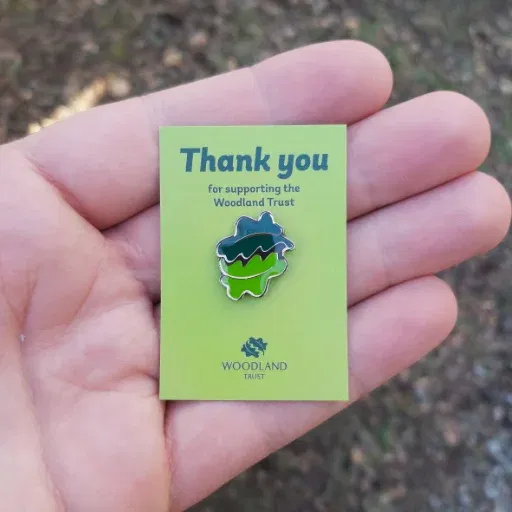 Thank you
for supporting the
Woodland Trust
WOODLAND
TRUST